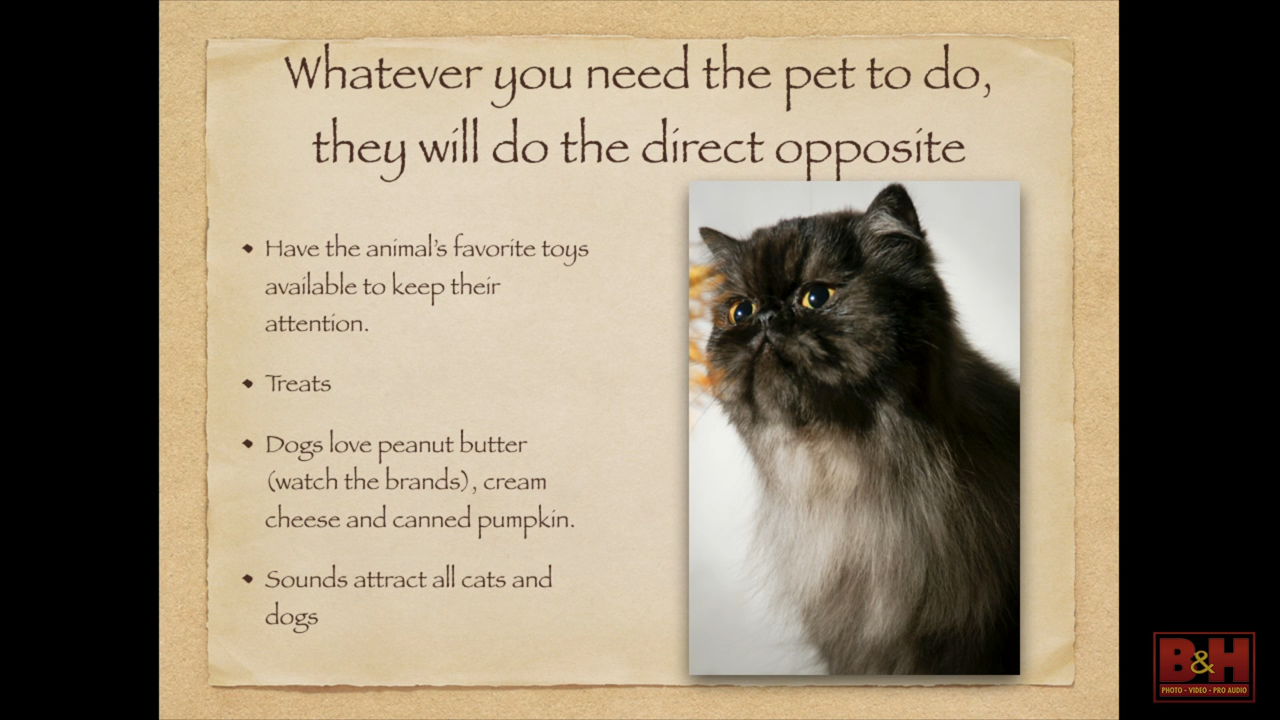 Whatever you need the pet to do,
they will do the direct opposite
• Have the animal's favorite toys
available to keep their
attention.
• Treats
• Dogs love peanut butter
(watch the brands), cream
cheese and canned pumpkin.
• Sounds attract all cats and
dogs
B&H
PHOTO - VIDEO - PRO AUDIO